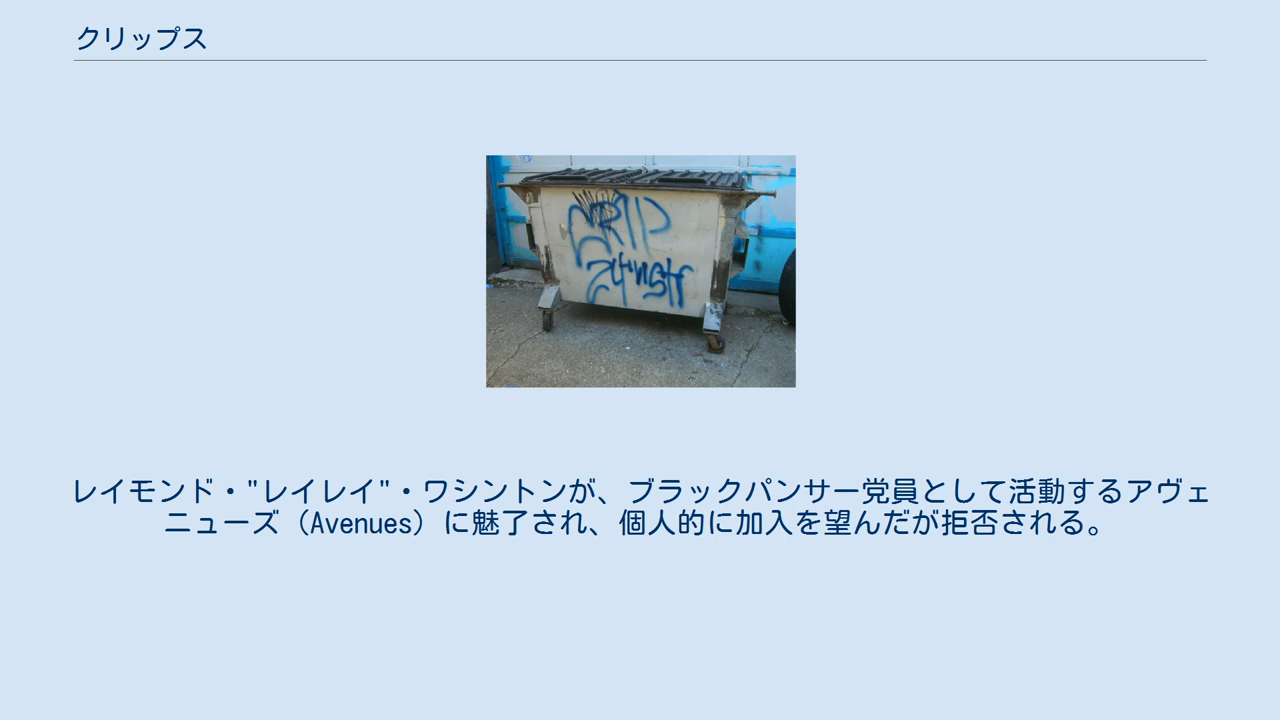 クリップス
CRIP
24th str
レイモンド・"レイレイ"・ワシントンが、ブラックパンサー党員として活動するアヴェ
ニューズ（Avenues）に魅了され、個人的に加入を望んだが拒否される。